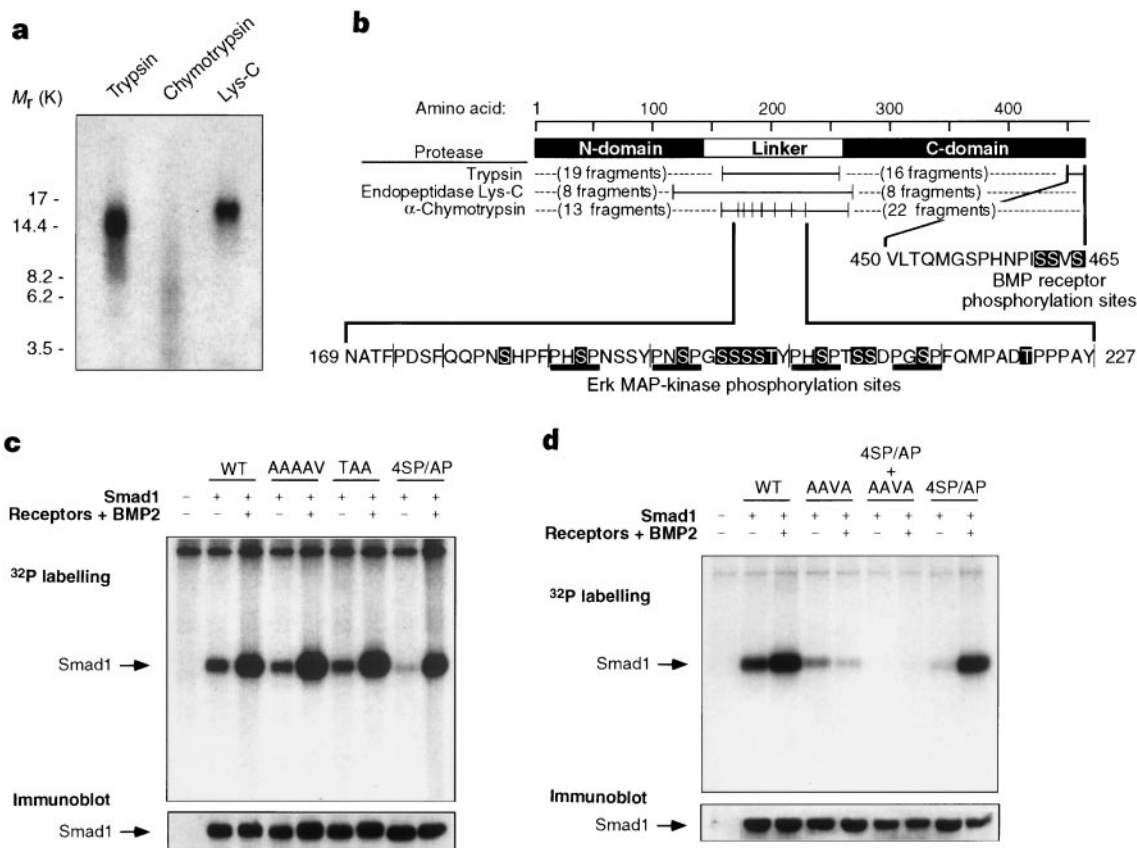 a
Trypsin
Chymotrypsin
Lys-C
Mr (K)
17 -
14.4 -
8.2 -
6.2 -
3.5 -
b
Amino acid: 1 100 200 300 400
Protease N-domain Linker C-domain
Trypsin (19 fragments) (16 fragments)
Endopeptidase Lys-C (8 fragments) (8 fragments)
α-Chymotrypsin (13 fragments) (22 fragments)
450 VLTQMGSPHNPISSVS 465
BMP receptor
phosphorylation sites
169 NATFPDSFQQPNSHPFPHSPNSSYPNSPGSSSSTYPHSPTSSDPGSPFQMPADTPPPAY 227
Erk MAP-kinase phosphorylation sites
c
WT AAAAV TAA 4SP/AP
Smad1 - + + + + + + + +
Receptors + BMP2 - - + - + - + - +
32P labelling
Smad1
Immunoblot
Smad1
d
4SP/AP
+
WT AAVA AAVA 4SP/AP
Smad1 - + + + + + + + +
Receptors + BMP2 - - + - + - + - +
32P labelling
Smad1
Immunoblot
Smad1